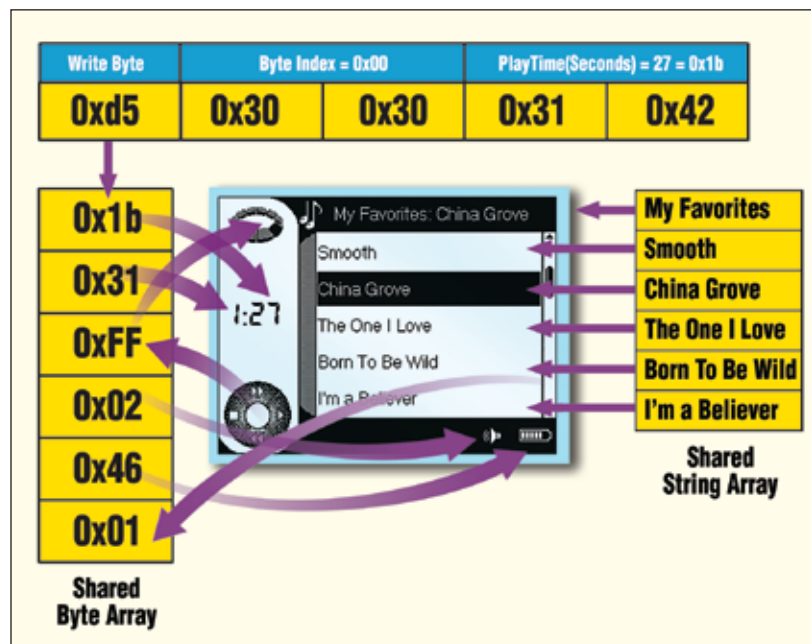 Write Byte
Byte Index = 0x00
PlayTime(Seconds) = 27 = 0x1b
0xd5
0x30
0x30
0x31
0x42
0x1b
0x31
0xFF
0x02
0x46
0x01
Shared
Byte Array
My Favorites: China Grove
Smooth
China Grove
1:27
The One I Love
Born To Be Wild
I'm a Believer
My Favorites
Smooth
China Grove
The One I Love
Born To Be Wild
I'm a Believer
Shared
String Array